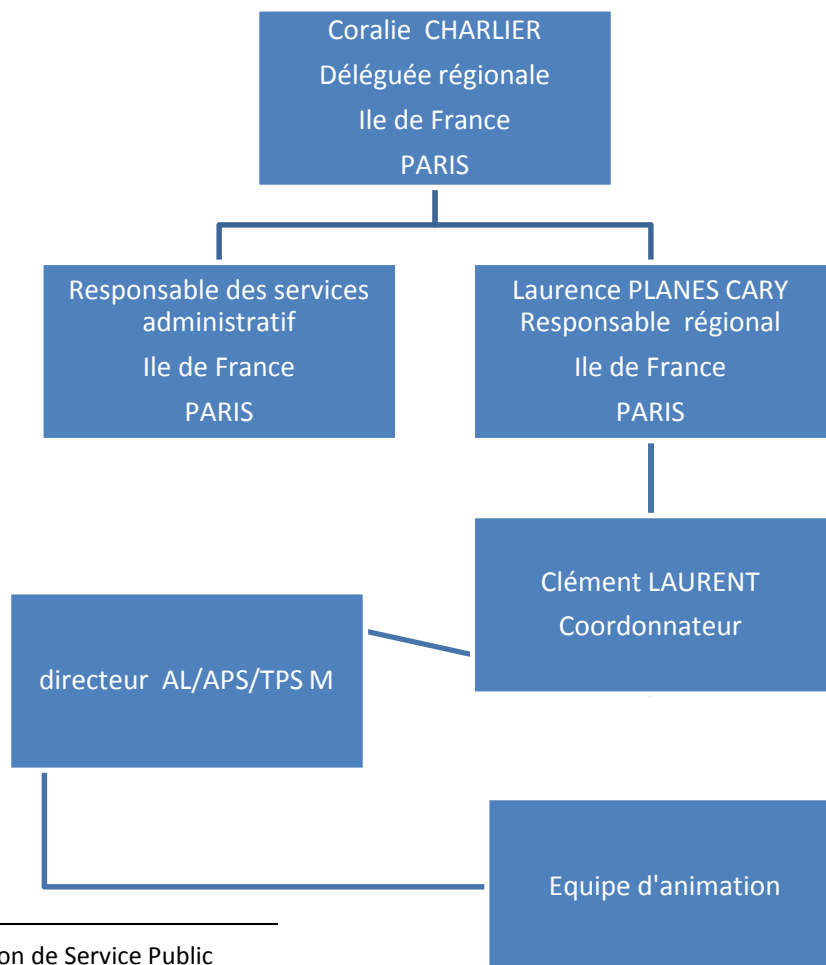 Coralie CHARLIER
Déléguée régionale
Ile de France
PARIS
Responsable des services
administratif
Ile de France
PARIS
Laurence PLANES CARY
Responsable régional
Ile de France
PARIS
Clément LAURENT
Coordonnateur
directeur AL/APS/TPS M
Equipe d'animation
on de Service Public